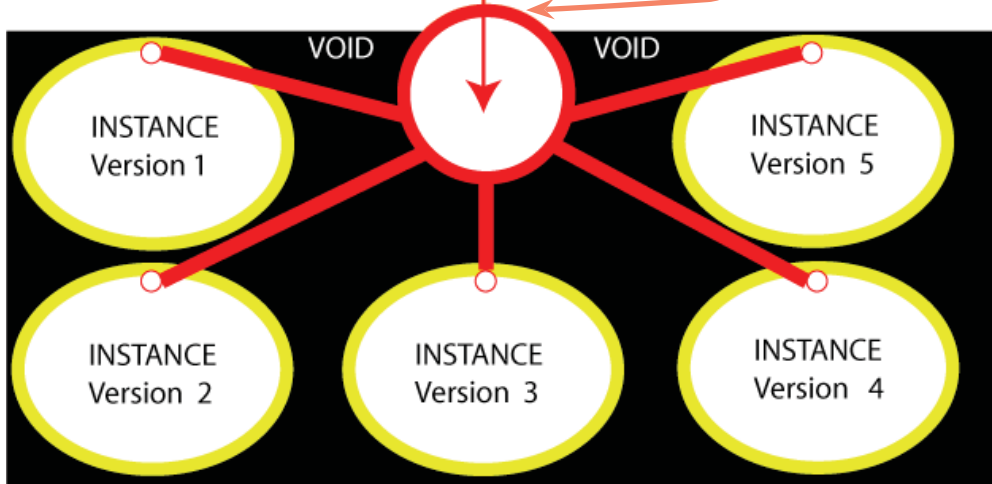 VOID
VOID
INSTANCE
Version 1
INSTANCE
Version 5
INSTANCE
Version 2
INSTANCE
Version 3
INSTANCE
Version 4